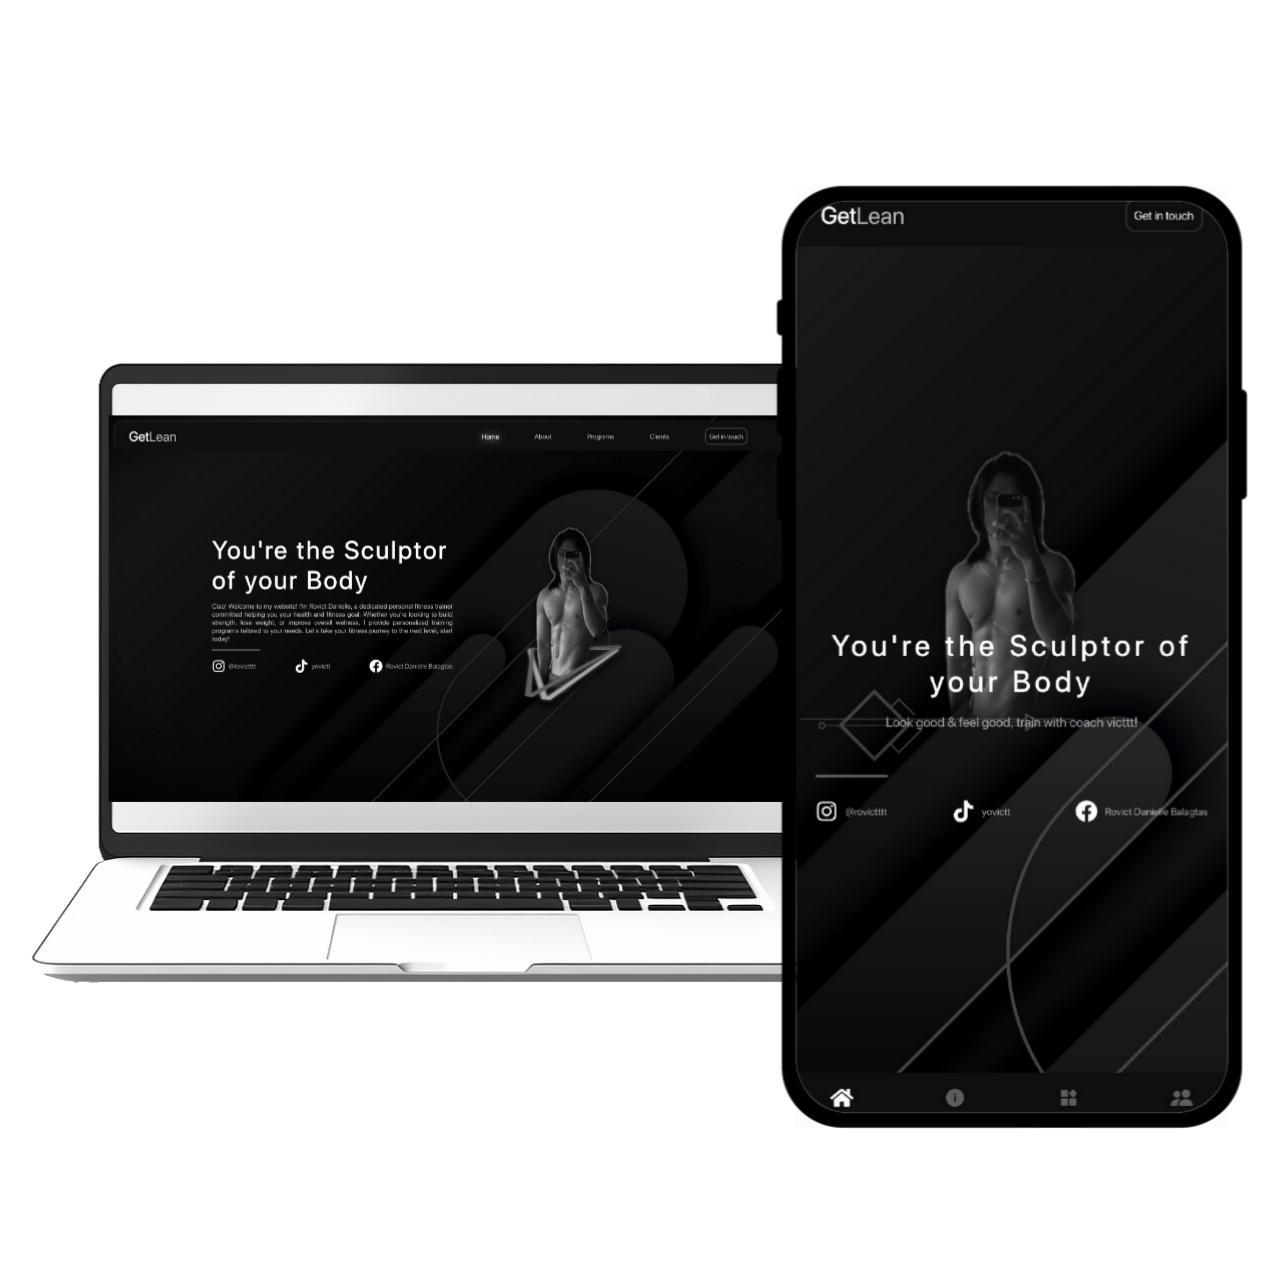 GetLean
Home
About
Programs
Clients
Get in touch
You're the Sculptor
of your Body
Ciao! Welcome to my website! I'm Rovict Danielle, a dedicated personal fitness trainer
committed helping you your health and fitness goal. Whether you're looking to build
strength, lose weight, or improve overall welness, I provide personalized training
programs tailored to your needs. Let's take your fitness journey to the next level, start
today!
@rovictttt
yovictt
Rovict Danielle Balagtas
GetLean
Get in touch
You're the Sculptor of
your Body
Look good & feel good, train with coach victtt!
@rovictttt
yovictt
Rovict Danielle Balagtas